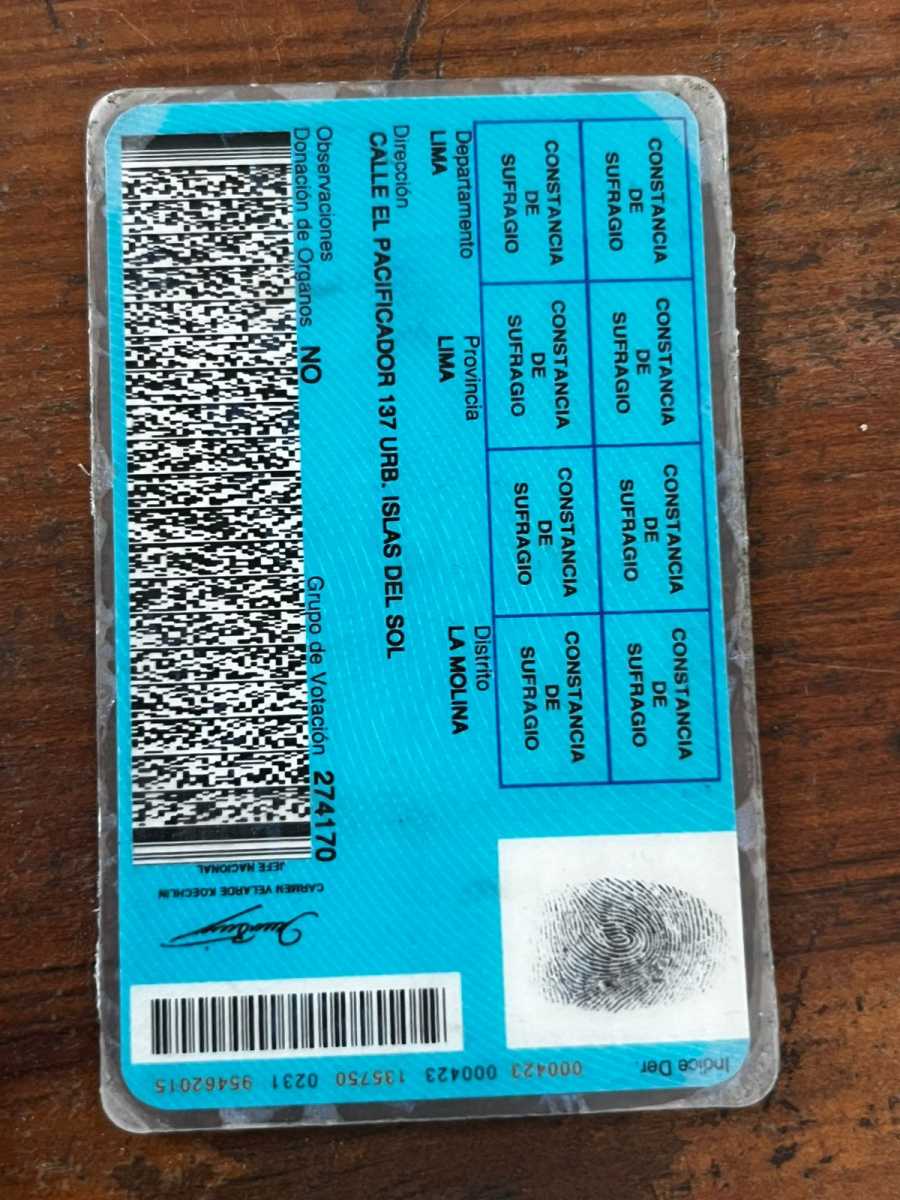 CONSTANCIA
DE
SUFRAGIO
CONSTANCIA
DE
SUFRAGIO
CONSTANCIA
DE
SUFRAGIO
CONSTANCIA
DE
SUFRAGIO
CONSTANCIA
DE
SUFRAGIO
CONSTANCIA
DE
SUFRAGIO
CONSTANCIA
DE
SUFRAGIO
CONSTANCIA
DE
SUFRAGIO
Departamento Provincia Distrito
LIMA LIMA LA MOLINA
Dirección
CALLE EL PACIFICADOR 137 URB. ISLAS DEL SOL
Observaciones
Donación de Organos NO Grupo de Votación 274170
Indice Der.
CARMEN VELARDE KOECHLIN
JEFE NACIONAL
000423 000423 135750 0231 95462015